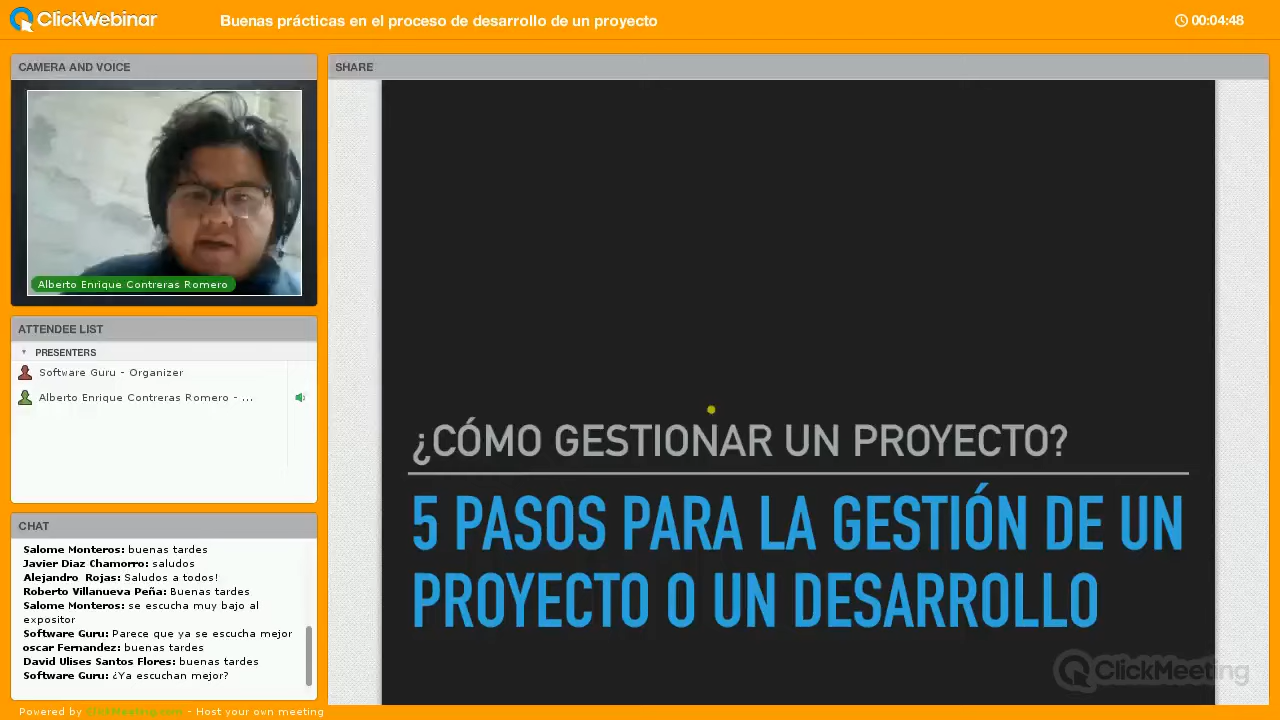 ClickWebinar
Buenas prácticas en el proceso de desarrollo de un proyecto
00:04:48
CAMERA AND VOICE
Alberto Enrique Contreras Romero
ATTENDEE LIST
PRESENTERS
Software Guru - Organizer
Alberto Enrique Contreras Romero - ...
CHAT
Salome Monteros: buenas tardes
Javier Diaz Chamorro: saludos
Alejandro Rojas: Saludos a todos!
Roberto Villanueva Peña: Buenas tardes
Salome Monteros: se escucha muy bajo al
expositor
Software Guru: Parece que ya se escucha mejor
oscar Fernandez: buenas tardes
David Ulises Santos Flores: buenas tardes
Software Guru: ¿Ya escuchan mejor?
Powered by ClickMeeting.com - Host your own meeting
SHARE
¿CÓMO GESTIONAR UN PROYECTO?
5 PASOS PARA LA GESTIÓN DE UN
PROYECTO O UN DESARROLLO
ClickMeeting